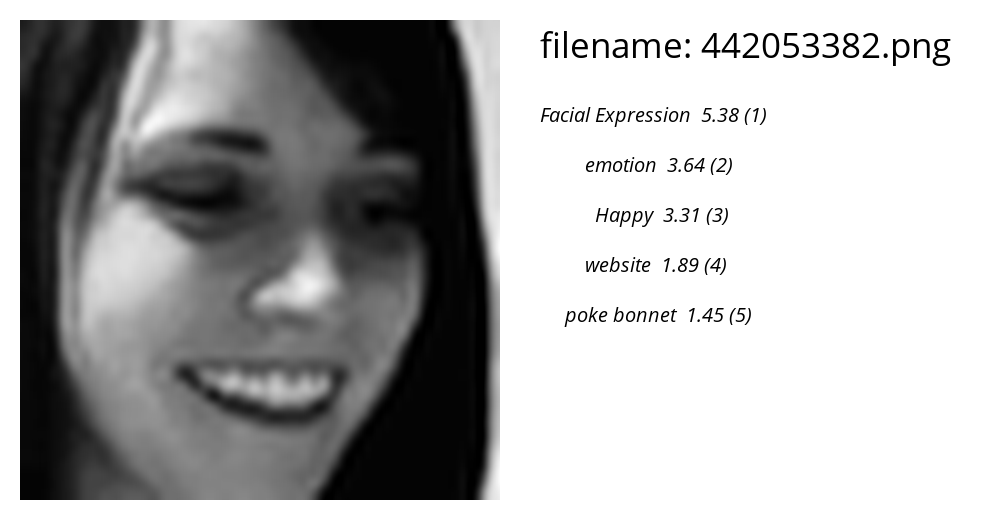 filename: 442053382.png
Facial Expression 5.38 (1)
emotion 3.64 (2)
Happy 3.31 (3)
website 1.89 (4)
poke bonnet 1.45 (5)